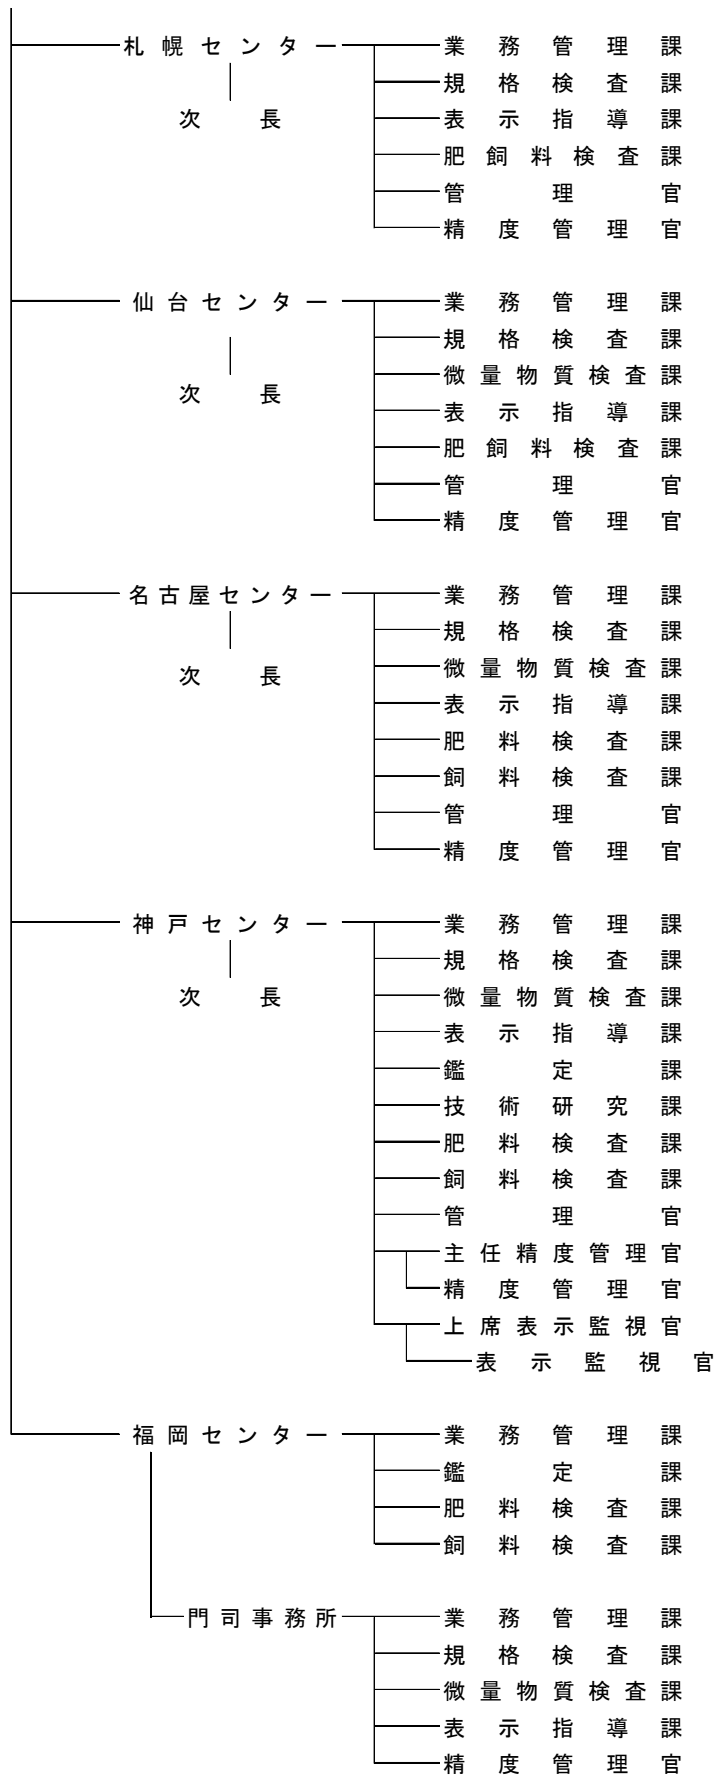 札幌センター 業務管理課
規格検査課
次長 表示指導課
肥飼料検査課
管理官
精度管理官
仙台センター 業務管理課
規格検査課
微量物質検査課
次長 表示指導課
肥飼料検査課
管理官
精度管理官
名古屋センター 業務管理課
規格検査課
次長 微量物質検査課
表示指導課
肥料検査課
飼料検査課
管理官
精度管理官
神戸センター 業務管理課
規格検査課
次長 微量物質検査課
表示指導課
鑑定課
技術研究課
肥料検査課
飼料検査課
管理官
主任精度管理官
精度管理官
上席表示監視官
表示監視官
福岡センター 業務管理課
鑑定課
肥料検査課
飼料検査課
門司事務所 業務管理課
規格検査課
微量物質検査課
表示指導課
精度管理官